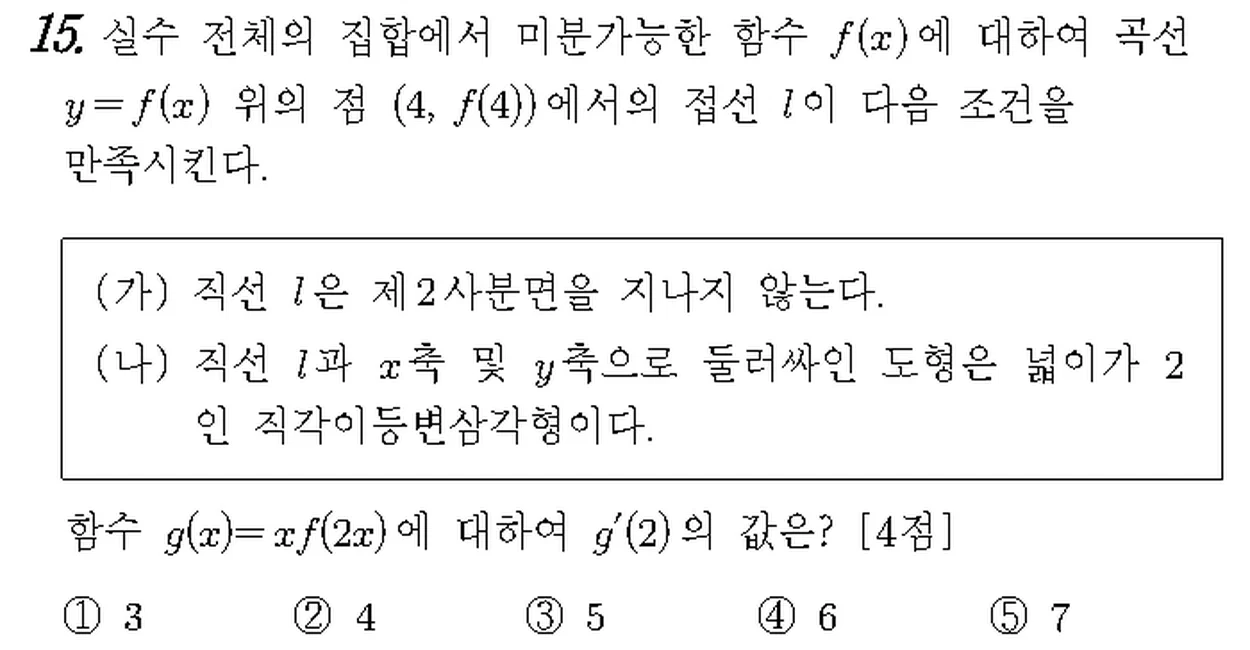 15. 실수 전체의 집합에서 미분가능한 함수 f(x)에 대하여 곡선
y=f(x) 위의 점 (4, f(4))에서의 접선 l이 다음 조건을
만족시킨다.
(가) 직선 l은 제2사분면을 지나지 않는다.
(나) 직선 l과 x축 및 y축으로 둘러싸인 도형은 넓이가 2
인 직각이등변삼각형이다.
함수 g(x)=xf(2x)에 대하여 g′(2)의 값은? [4점]
① 3 ② 4 ③ 5 ④ 6 ⑤ 7